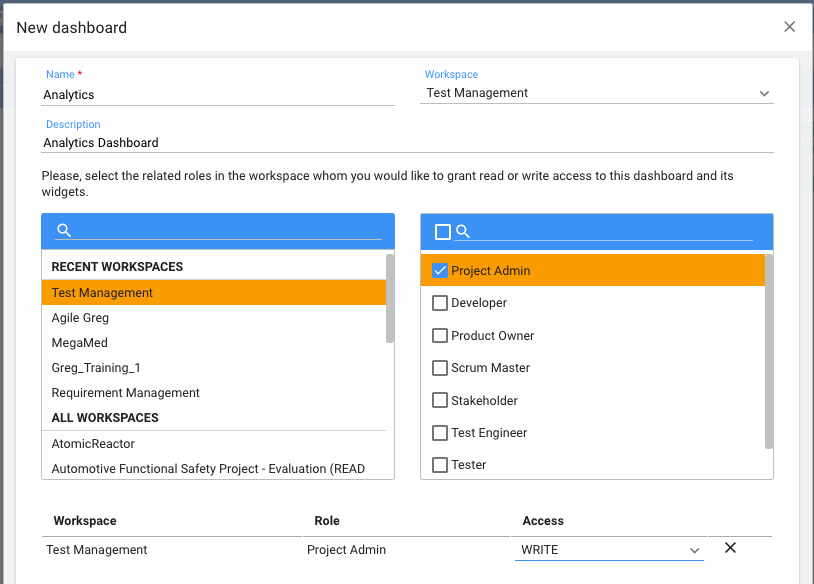 New dashboard
Name *
Workspace
Analytics
Test Management
Description
Analytics Dashboard
Please, select the related roles in the workspace whom you would like to grant read or write access to this dashboard and its
widgets.
RECENT WORKSPACES
Test Management
Agile Greg
MegaMed
Greg_Training_1
Requirement Management
ALL WORKSPACES
AtomicReactor
Automotive Functional Safety Project - Evaluation (READ
Project Admin
Developer
Product Owner
Scrum Master
Stakeholder
Test Engineer
Tester
Workspace Role Access
Test Management Project Admin WRITE